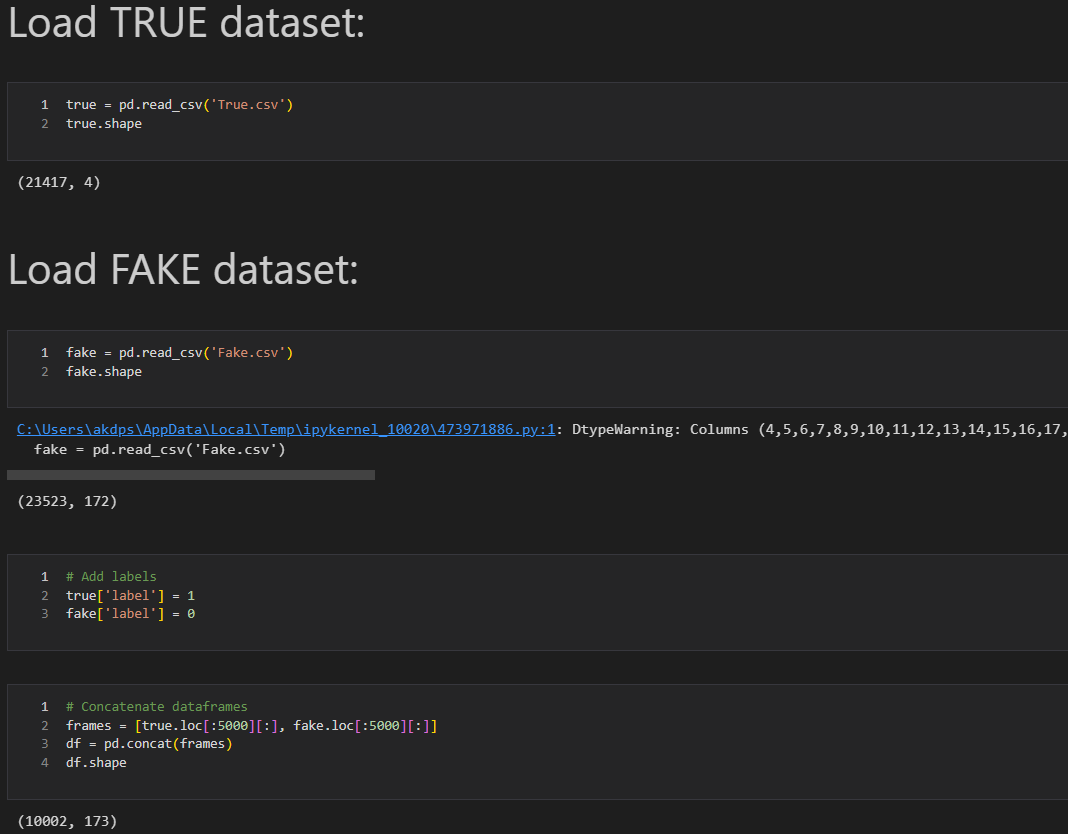 Load TRUE dataset:
1 true = pd.read_csv('True.csv')
2 true.shape
(21417, 4)
Load FAKE dataset:
1 fake = pd.read_csv('Fake.csv')
2 fake.shape
C:\Users\akdps\AppData\Local\Temp\ipykernel_10020\473971886.py:1: DtypeWarning: Columns (4,5,6,7,8,9,10,11,12,13,14,15,16,17,
fake = pd.read_csv('Fake.csv')
(23523, 172)
1 # Add labels
2 true['label'] = 1
3 fake['label'] = 0
1 # Concatenate dataframes
2 frames = [true.loc[:5000][:], fake.loc[:5000][:]]
3 df = pd.concat(frames)
4 df.shape
(10002, 173)